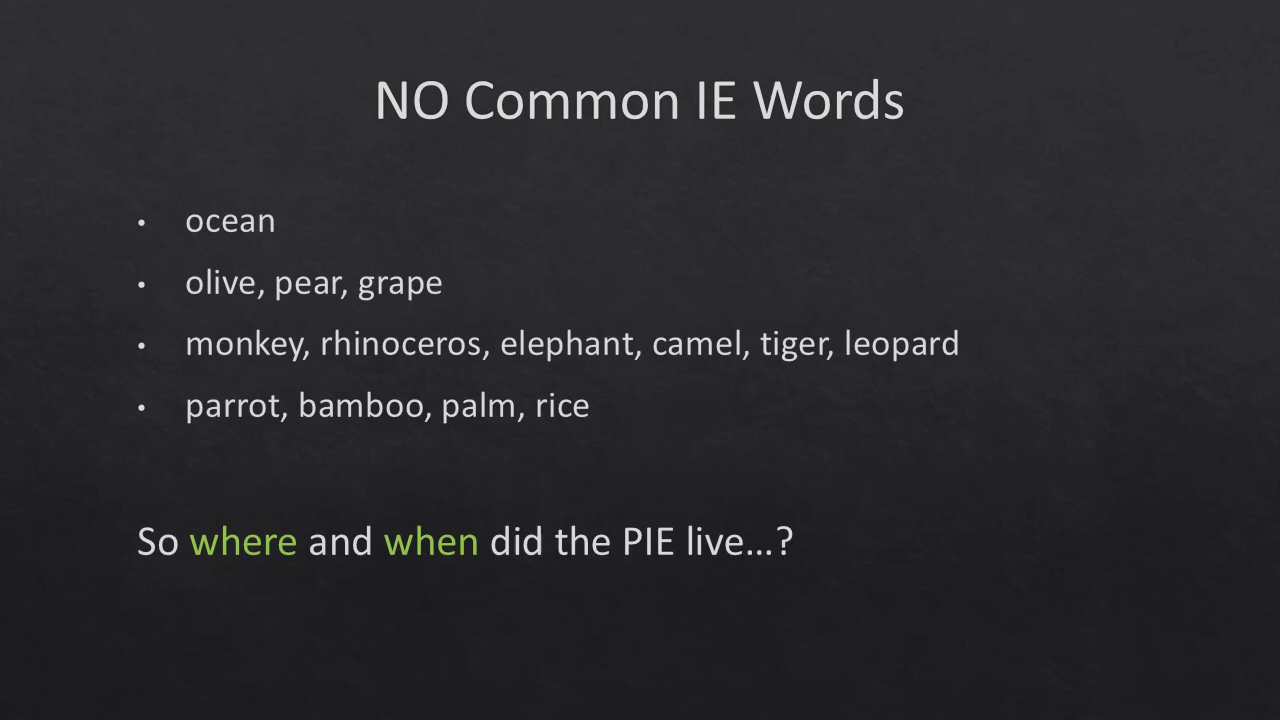 NO Common IE Words
• ocean
• olive, pear, grape
• monkey, rhinoceros, elephant, camel, tiger, leopard
• parrot, bamboo, palm, rice
So where and when did the PIE live…?